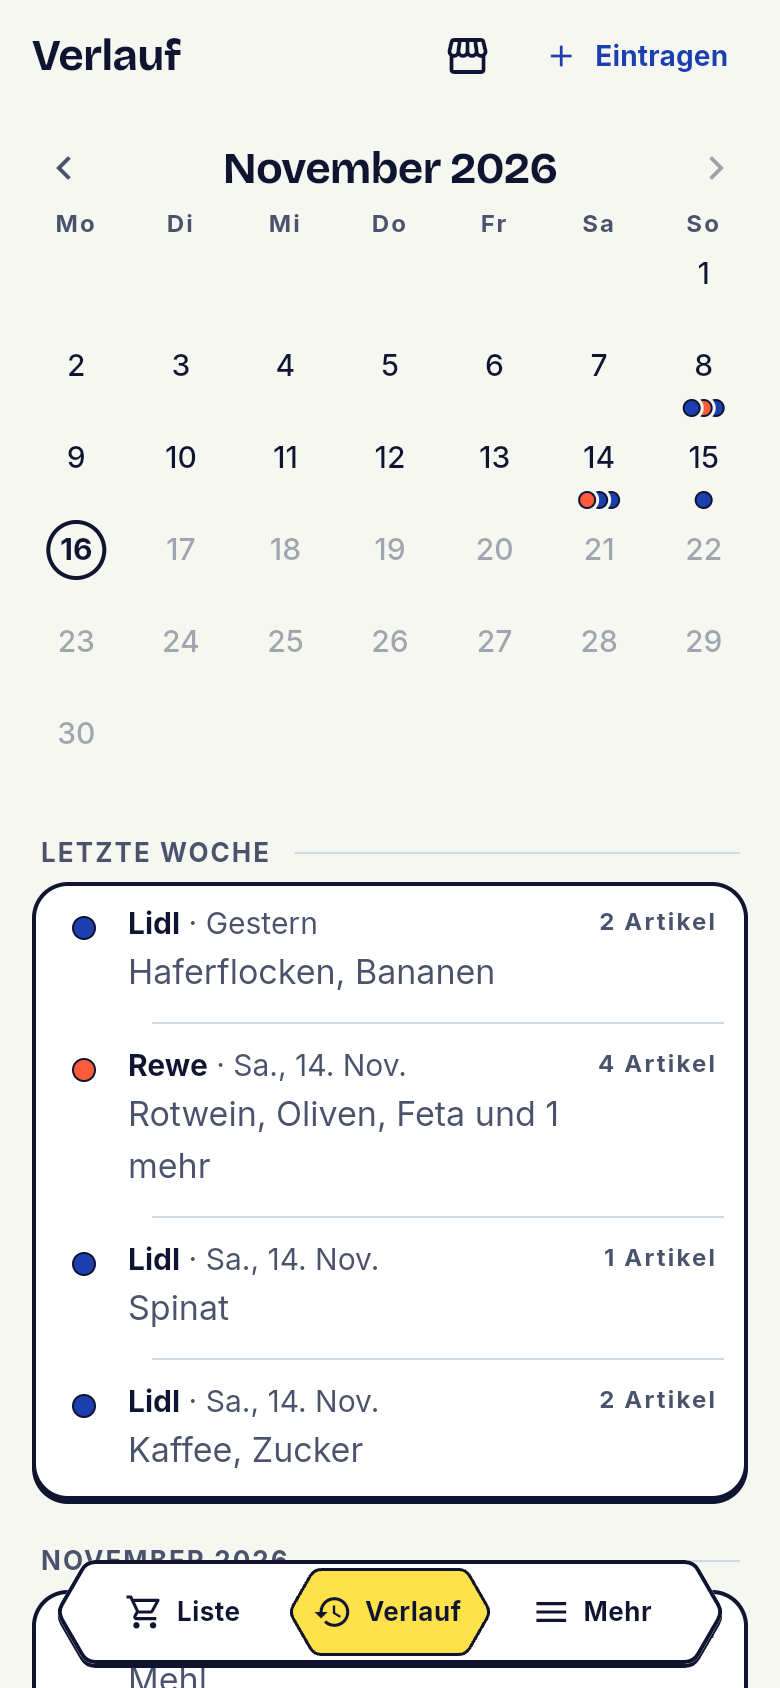 Verlauf
Eintragen
November 2026
Mo Di Mi Do Fr Sa So
1
2 3 4 5 6 7 8
9 10 11 12 13 14 15
16 17 18 19 20 21 22
23 24 25 26 27 28 29
30
LETZTE WOCHE
Lidl · Gestern 2 Artikel
Haferflocken, Bananen
Rewe · Sa., 14. Nov. 4 Artikel
Rotwein, Oliven, Feta und 1
mehr
Lidl · Sa., 14. Nov. 1 Artikel
Spinat
Lidl · Sa., 14. Nov. 2 Artikel
Kaffee, Zucker
NOVEMBER 2026
Liste Verlauf Mehr
Mehl